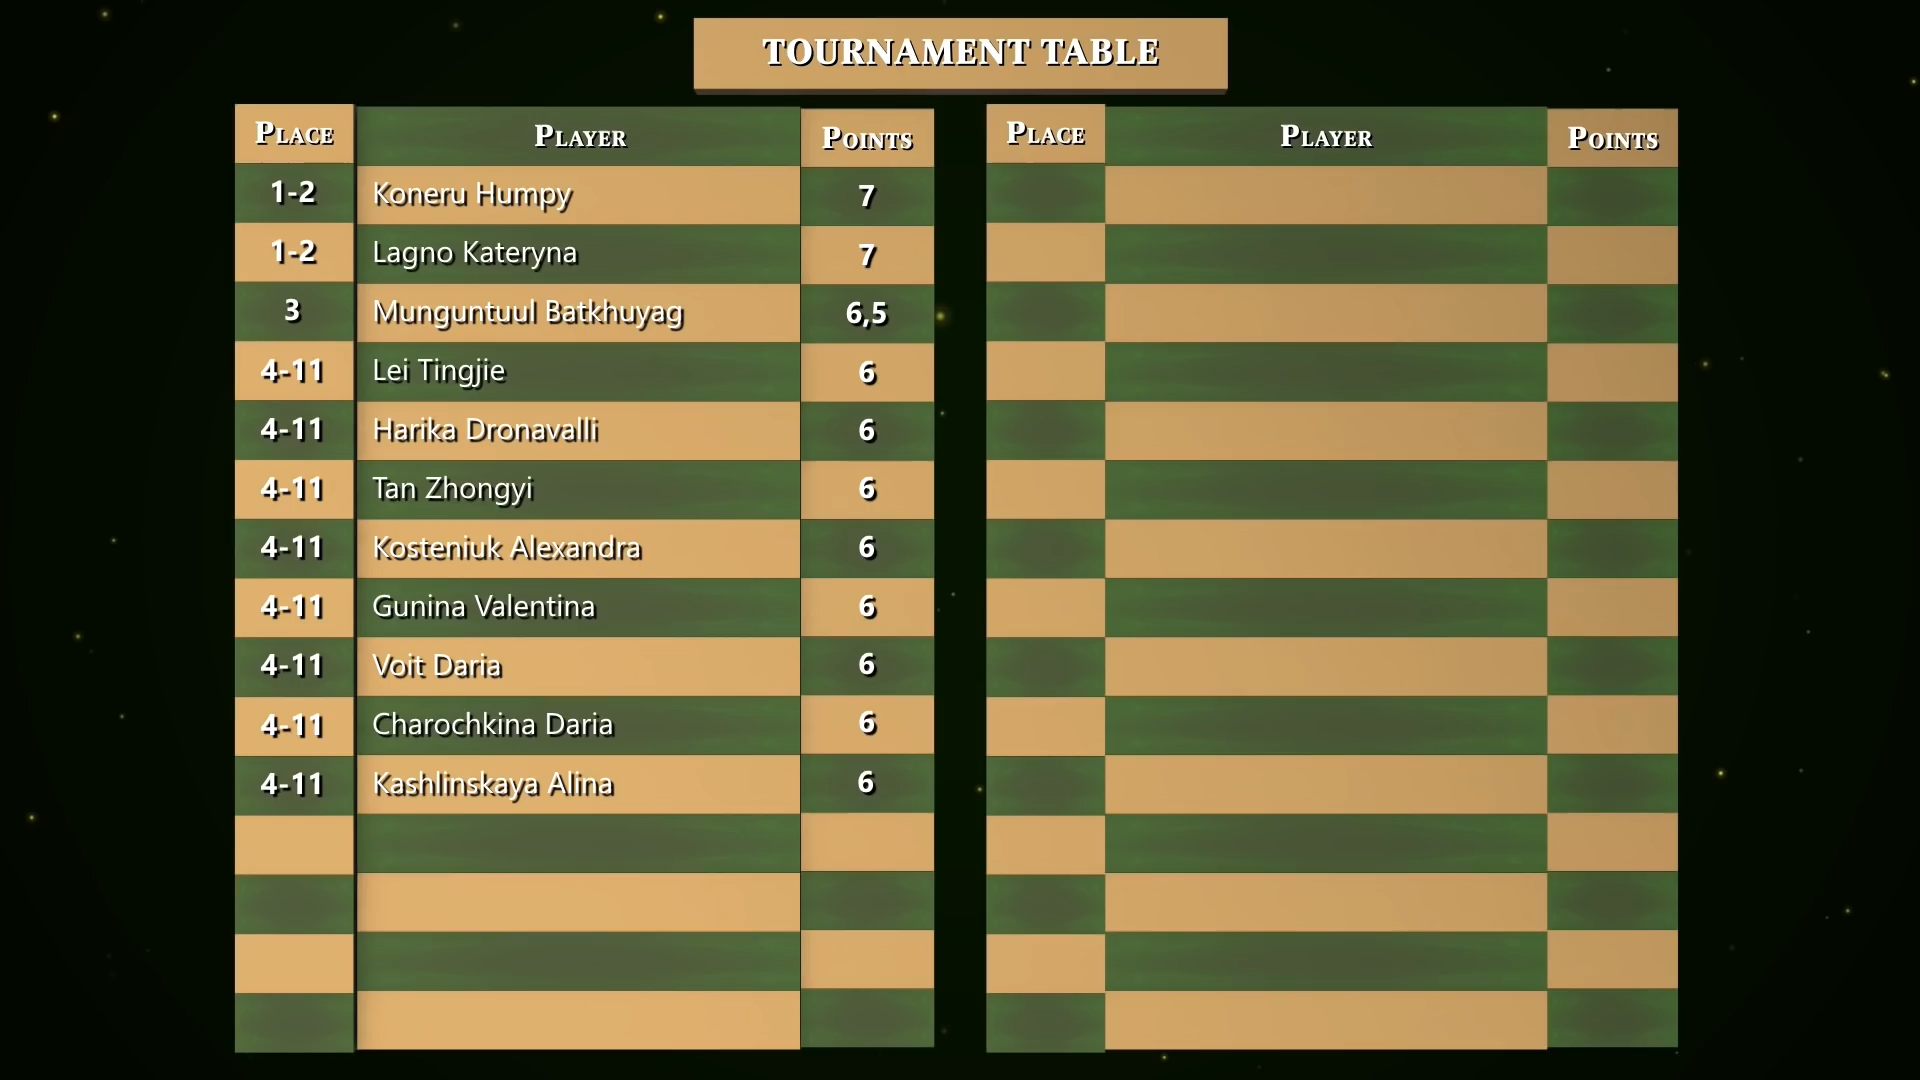 TOURNAMENT TABLE
PLACE PLAYER POINTS PLACE PLAYER POINTS
1-2 Koneru Humpy 7
1-2 Lagno Kateryna 7
3 Munguntuul Batkhuyag 6,5
4-11 Lei Tingjie 6
4-11 Harika Dronavalli 6
4-11 Tan Zhongyi 6
4-11 Kosteniuk Alexandra 6
4-11 Gunina Valentina 6
4-11 Voit Daria 6
4-11 Charochkina Daria 6
4-11 Kashlinskaya Alina 6